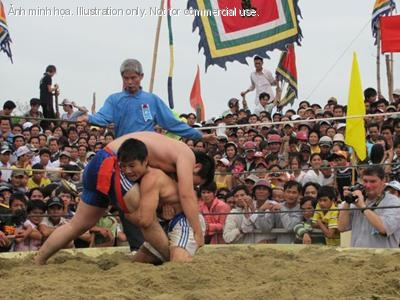 Ảnh minh họa. Illustration only. Not for commercial use.